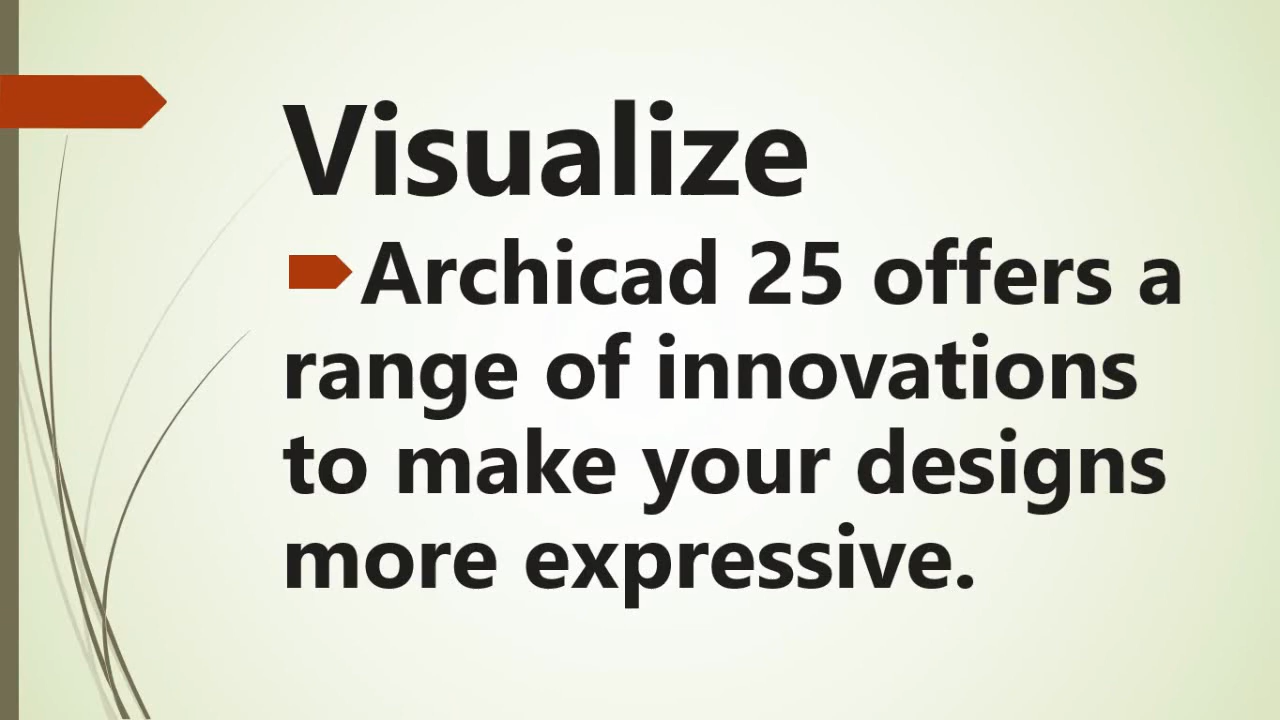 Visualize
Archicad 25 offers a
range of innovations
to make your designs
more expressive.